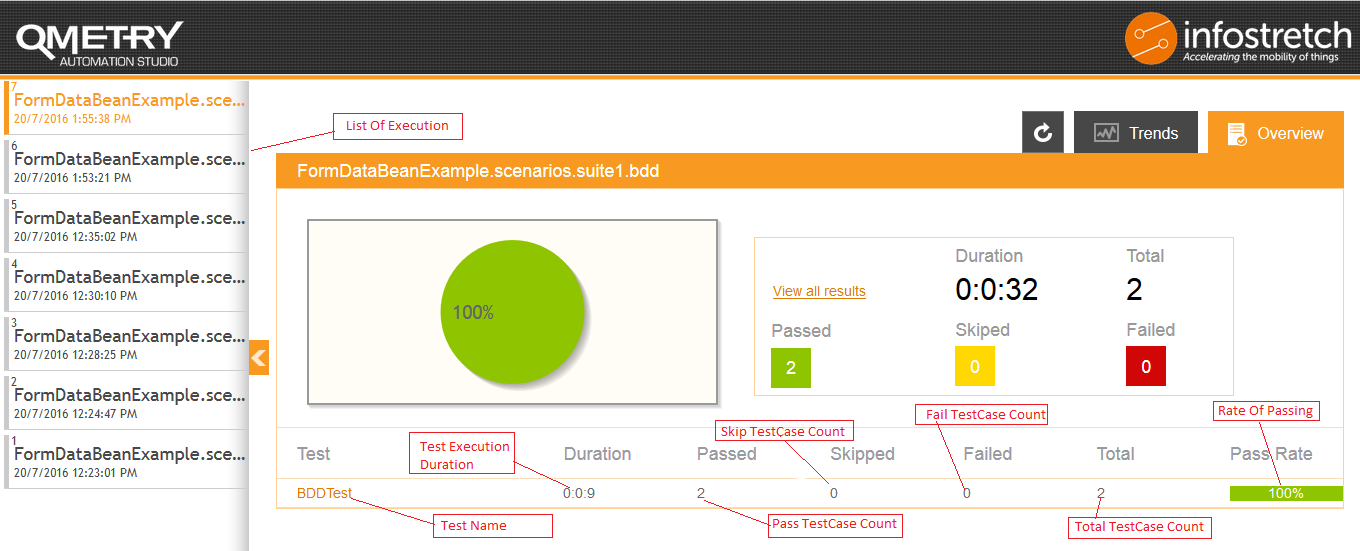 QMETRY
AUTOMATION STUDIO
infostretch
Accelerating the mobility of things
7
FormDataBeanExample.sce...
20/7/2016 1:55:38 PM
6
FormDataBeanExample.sce...
20/7/2016 1:53:21 PM
5
FormDataBeanExample.sce...
20/7/2016 12:35:02 PM
4
FormDataBeanExample.sce...
20/7/2016 12:30:10 PM
3
FormDataBeanExample.sce...
20/7/2016 12:28:25 PM
2
FormDataBeanExample.sce...
20/7/2016 12:24:47 PM
1
FormDataBeanExample.sce...
20/7/2016 12:23:01 PM
List Of Execution
Trends
Overview
FormDataBeanExample.scenarios.suite1.bdd
100%
View all results
Duration
0:0:32
Total
2
Passed
2
Skiped
0
Failed
0
Test Execution
Duration
Skip TestCase Count
Fail TestCase Count
Rate Of Passing
Test Duration Passed Skipped Failed Total Pass Rate
BDDTest 0:0:9 2 0 0 2 100%
Test Name
Pass TestCase Count
Total TestCase Count